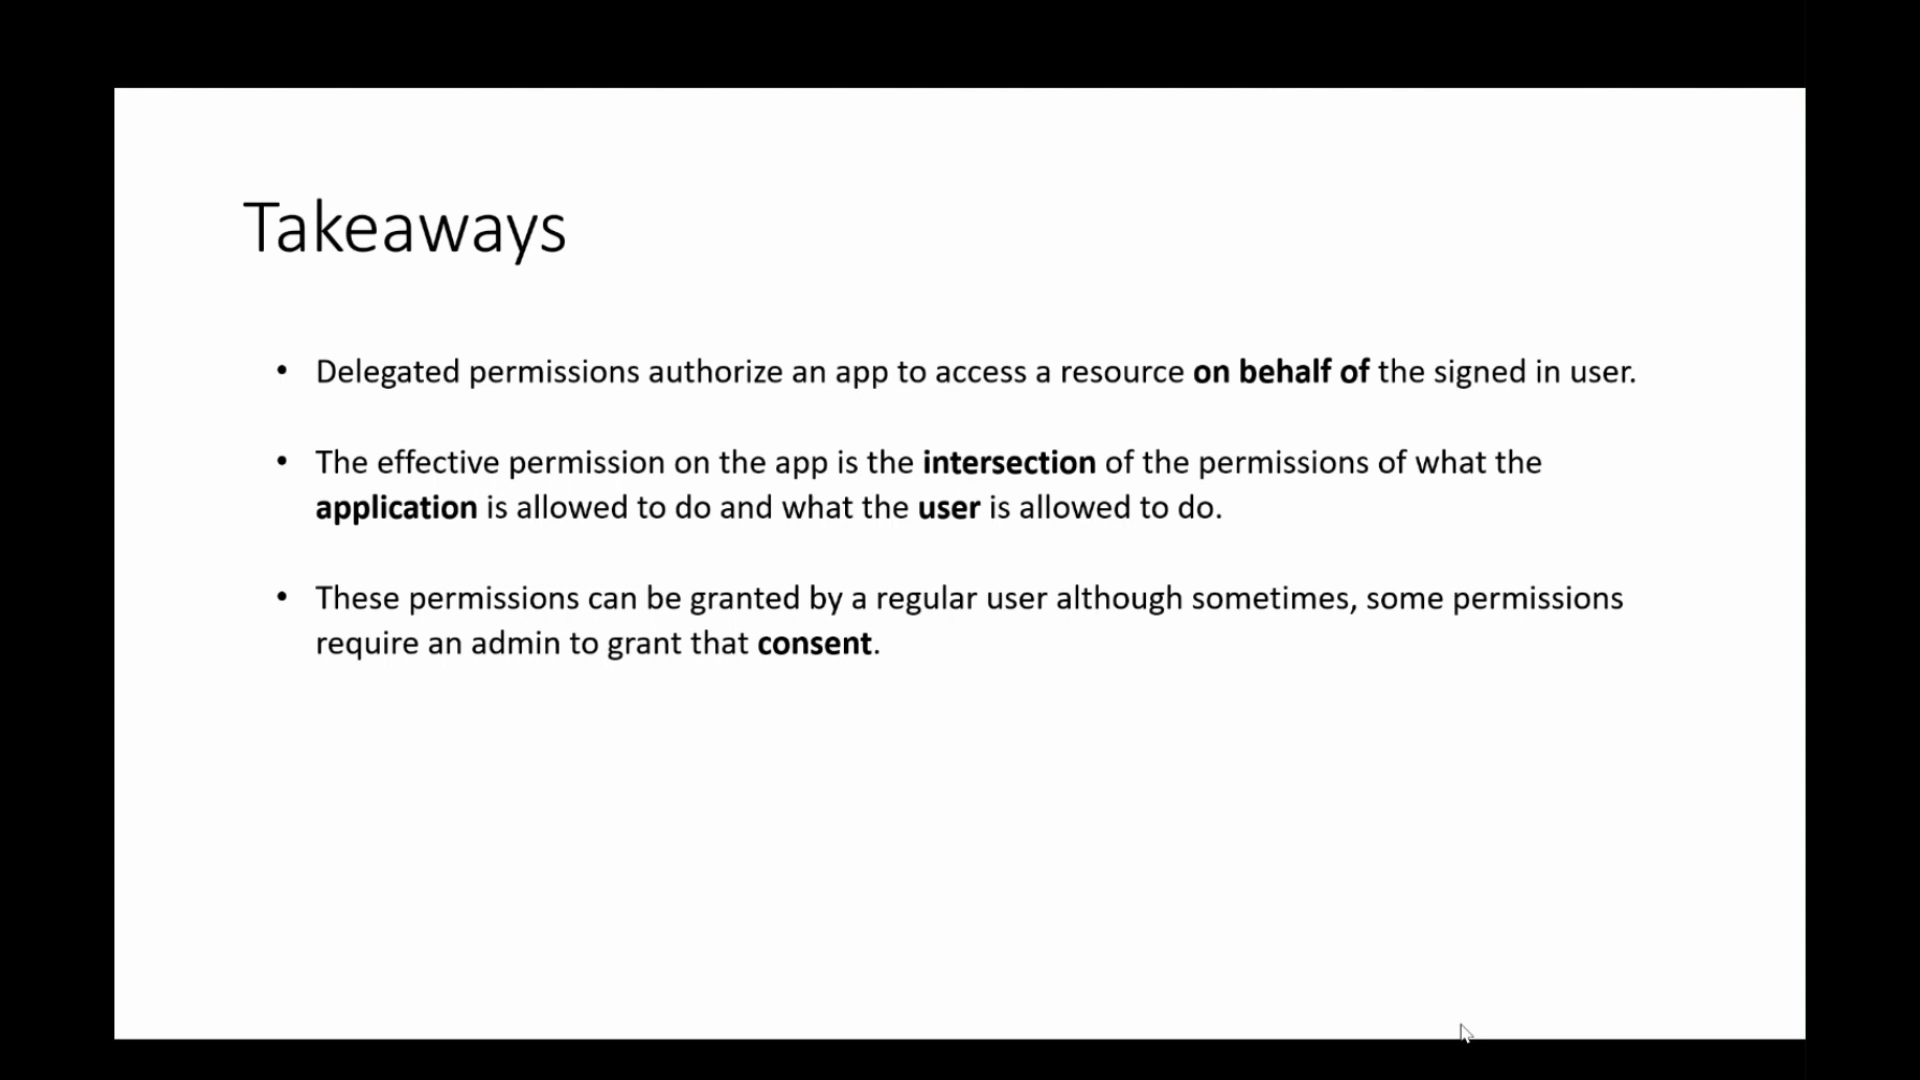 Takeaways
• Delegated permissions authorize an app to access a resource on behalf of the signed in user.
• The effective permission on the app is the intersection of the permissions of what the
application is allowed to do and what the user is allowed to do.
• These permissions can be granted by a regular user although sometimes, some permissions
require an admin to grant that consent.